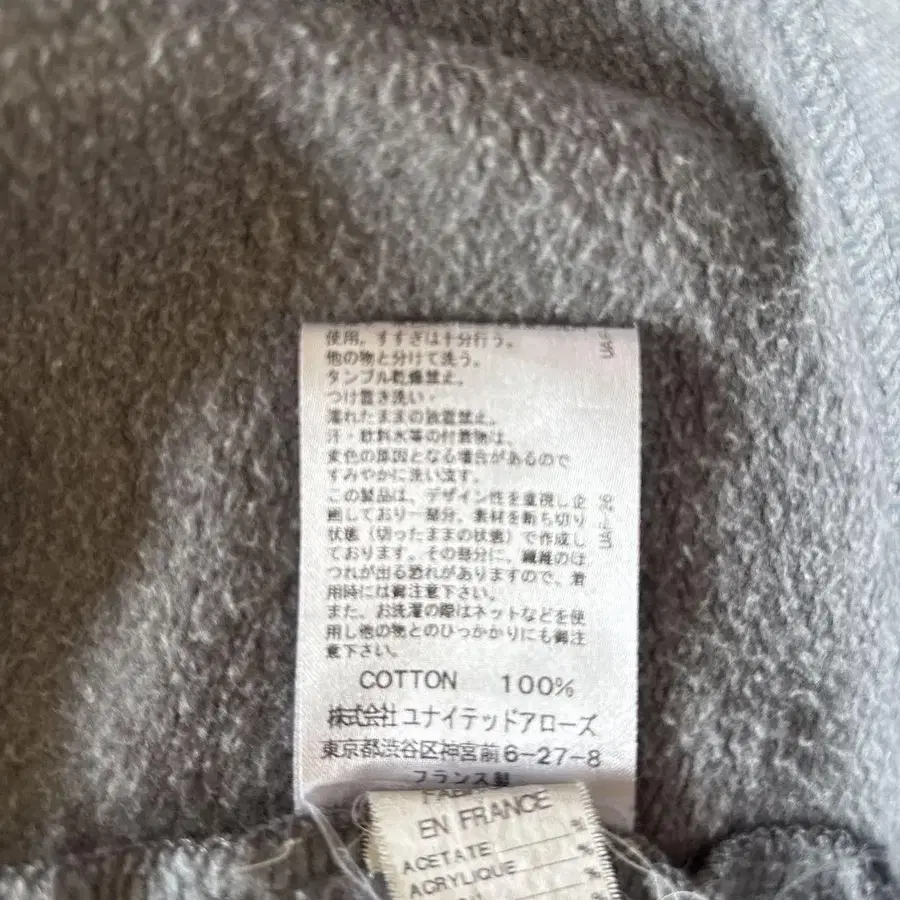 使用。すすぎは十分行う。
他の物と分けて洗う。
タンブル乾燥禁止。
つけ置き洗い・
濡れたままの放置禁止。
汗・飲料水等の付着物は、
変色の原因となる場合があるので
すみやかに洗い流す。
この製品は、デザイン性を重視し企
画しており一部分、素材を断ち切り
状態（切ったままの状態）で作成し
ております。その部分に、繊維のほ
つれが出る恐れがありますので、着
用時には御注意下さい。
また、お洗濯の際はネットなどを使
用し他の物とのひっかかりにも御注
意下さい。
COTTON 100%
株式会社ユナイテッドアローズ
東京都渋谷区神宮前6-27-8
フランス製
EN FRANCE
ACETATE %
ACRYLIQUE %